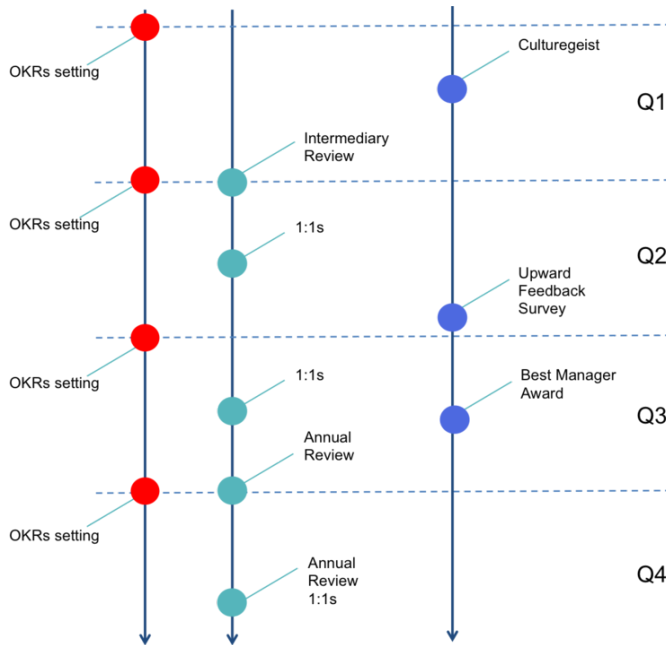 Culturegeist
OKRs setting
Q1
Intermediary
Review
OKRs setting
1:1s
Q2
Upward
Feedback
Survey
1:1s
Best Manager
Award
OKRs setting
Q3
Annual
Review
OKRs setting
Annual
Review
1:1s
Q4